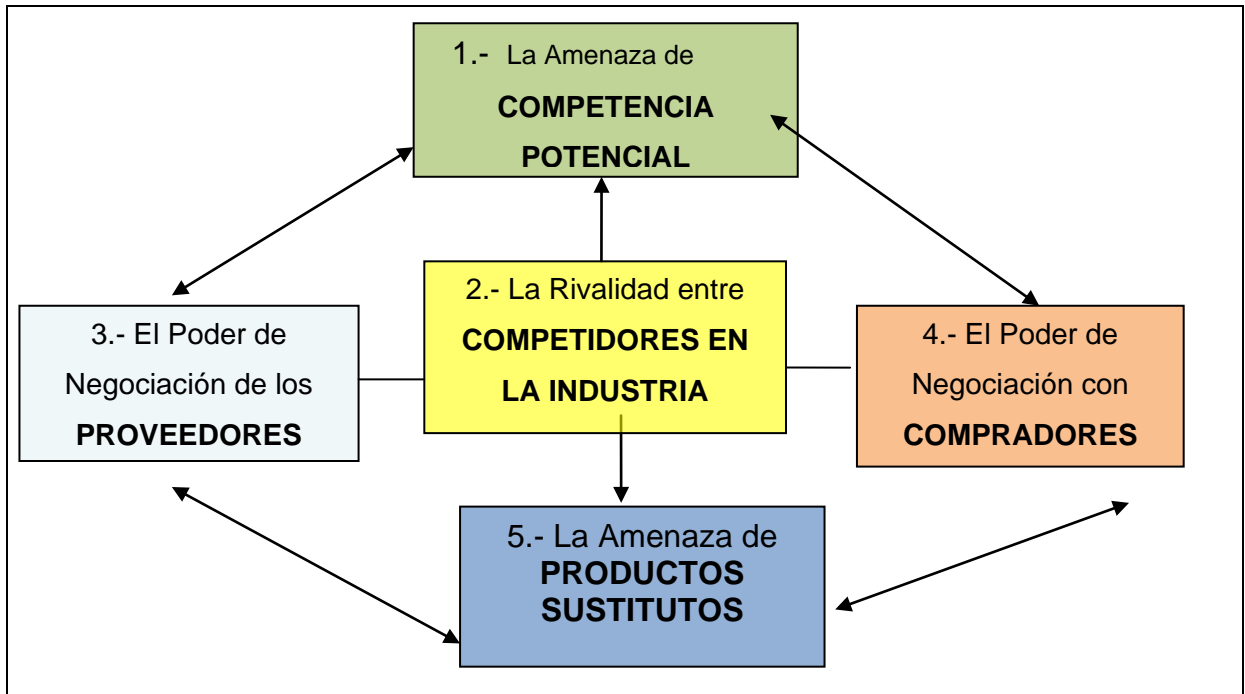 1.- La Amenaza de
COMPETENCIA
POTENCIAL
2.- La Rivalidad entre
COMPETIDORES EN
LA INDUSTRIA
3.- El Poder de
Negociación de los
PROVEEDORES
4.- El Poder de
Negociación con
COMPRADORES
5.- La Amenaza de
PRODUCTOS
SUSTITUTOS